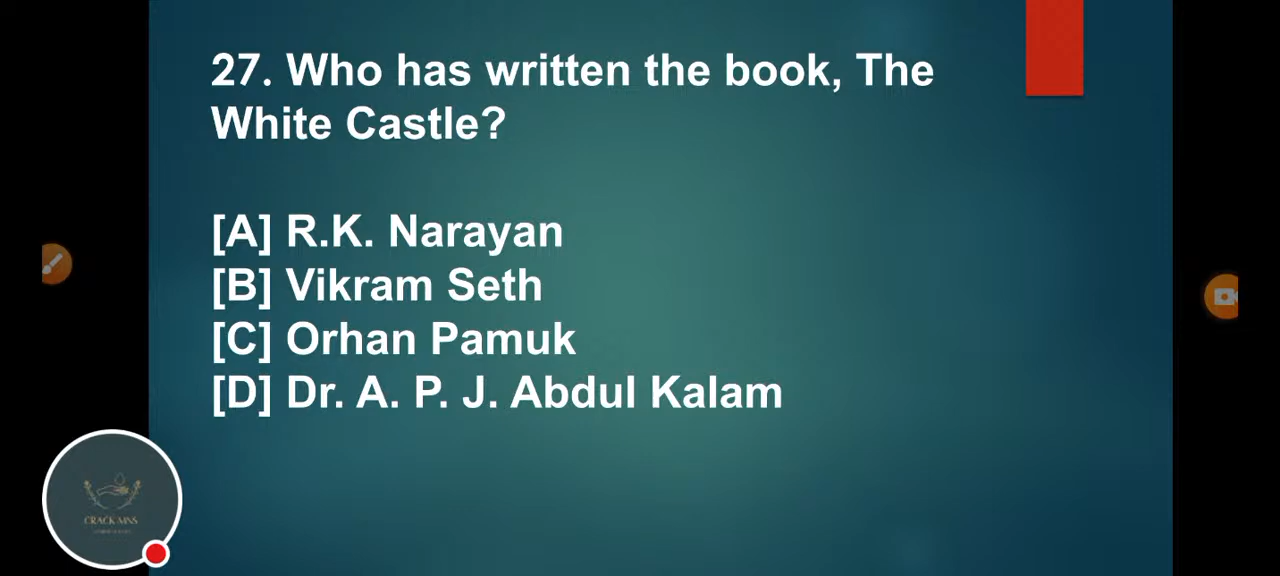 27. Who has written the book, The
White Castle?
[A] R.K. Narayan
[B] Vikram Seth
[C] Orhan Pamuk
[D] Dr. A. P. J. Abdul Kalam
CRACK MNS